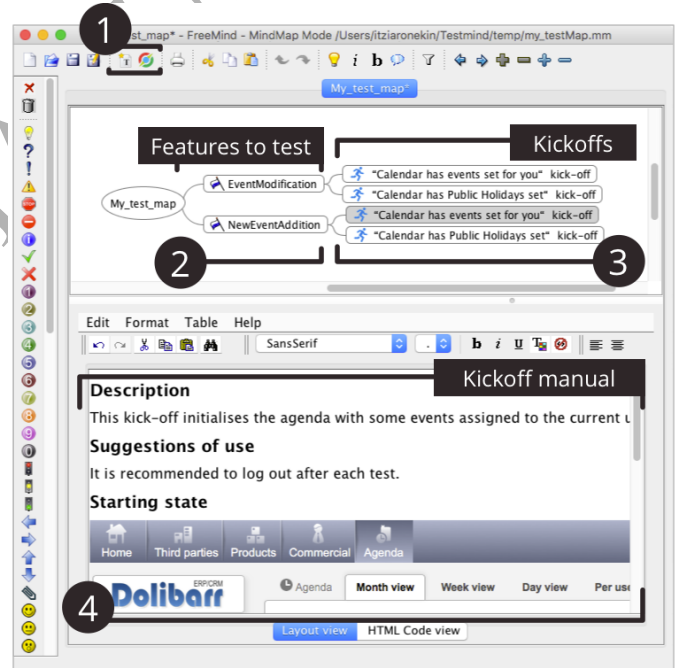 1
st_map* - FreeMind - MindMap Mode /Users/itziaronekin/Testmind/temp/my_testMap.mm
My_test_map*
Features to test
Kickoffs
"Calendar has events set for you" kick-off
EventModification
"Calendar has Public Holidays set" kick-off
My_test_map
"Calendar has events set for you" kick-off
NewEventAddition
"Calendar has Public Holidays set" kick-off
2
3
Edit Format Table Help
SansSerif . b i U
Kickoff manual
Description
This kick-off initialises the agenda with some events assigned to the current u
Suggestions of use
It is recommended to log out after each test.
Starting state
Home Third parties Products Commercial Agenda
ERP/CRM
Dolibarr
Agenda Month view Week view Day view Per use
4
Layout view HTML Code view